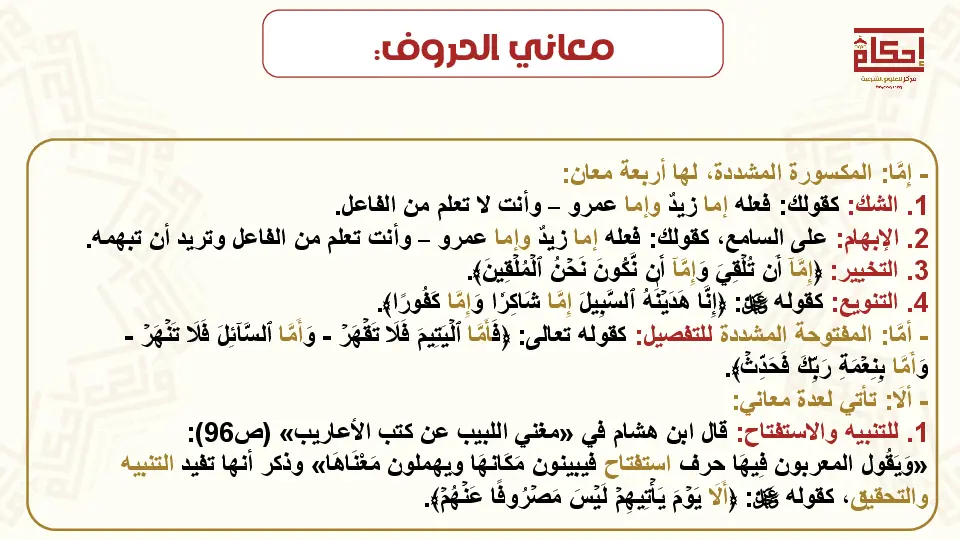 معاني الحروف:
إحكام
مركز للعلوم الشرعية
- إِمَّا: المكسورة المشددة، لها أربعة معان:
1. الشك: كقولك: فعله إما زيدٌ وإما عمرو – وأنت لا تعلم من الفاعل.
2. الإبهام: على السامع، كقولك: فعله إما زيدٌ وإما عمرو – وأنت تعلم من الفاعل وتريد أن تبهمه.
3. التخيير: ﴿إِمَّآ أَن تُلۡقِيَ وَإِمَّآ أَن نَّكُونَ نَحۡنُ ٱلۡمُلۡقِينَ﴾.
4. التنويع: كقوله ﷻ: ﴿إِنَّا هَدَيۡنَٰهُ ٱلسَّبِيلَ إِمَّا شَاكِرٗا وَإِمَّا كَفُورًا﴾.
- أمَّا: المفتوحة المشددة للتفصيل: كقوله تعالى: ﴿فَأَمَّا ٱلۡيَتِيمَ فَلَا تَقۡهَرۡ - وَأَمَّا ٱلسَّآئِلَ فَلَا تَنۡهَرۡ -
وَأَمَّا بِنِعۡمَةِ رَبِّكَ فَحَدِّثۡ﴾.
- ألَا: تأتي لعدة معاني:
1. للتنبيه والاستفتاح: قال ابن هشام في «مغني اللبيب عن كتب الأعاريب» (ص96):
«وَيَقُول المعربون فِيهَا حرف استفتاح فيبينون مَكَانهَا ويهملون مَعْنَاهَا» وذكر أنها تفيد التنبيه
والتحقيق، كقوله ﷻ: ﴿أَلَا يَوۡمَ يَأۡتِيهِمۡ لَيۡسَ مَصۡرُوفًا عَنۡهُمۡ﴾.